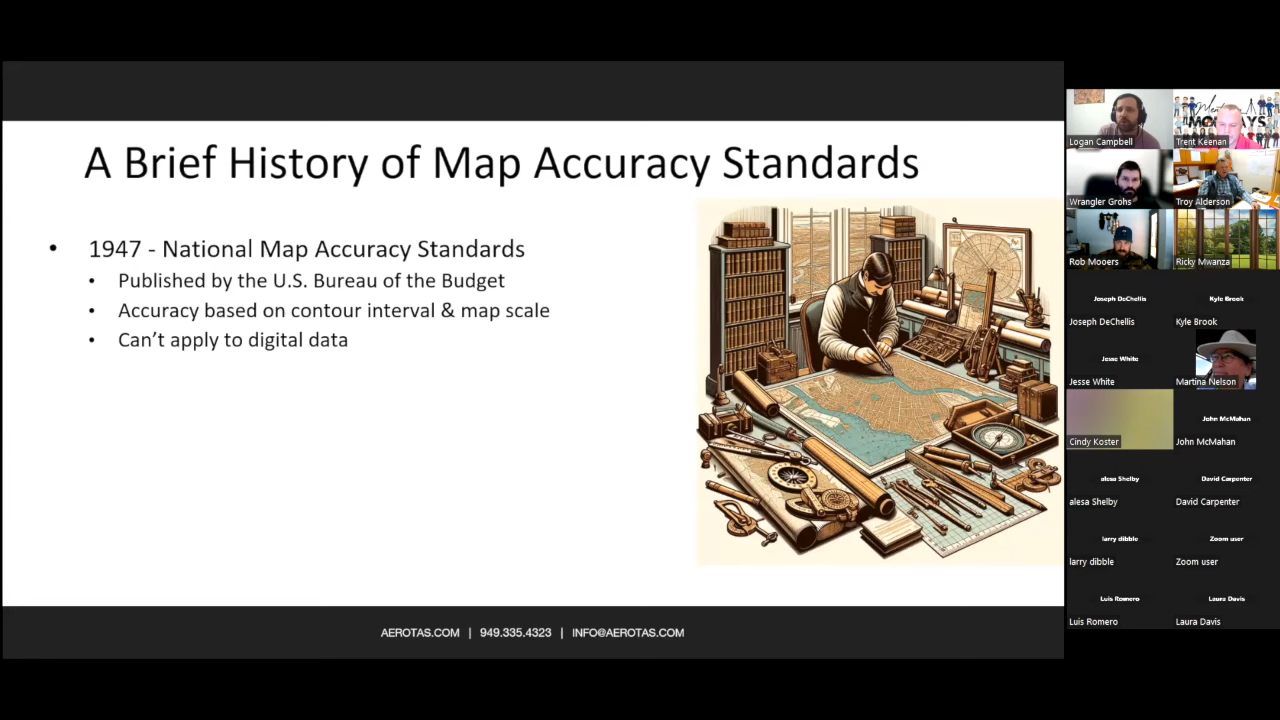 A Brief History of Map Accuracy Standards
• 1947 - National Map Accuracy Standards
• Published by the U.S. Bureau of the Budget
• Accuracy based on contour interval & map scale
• Can't apply to digital data
AEROTAS.COM | 949.335.4323 | INFO@AEROTAS.COM
Logan Campbell
Trent Keenan
Wrangler Grohs
Troy Alderson
Rob Mooers
Ricky Mwanza
Joseph DeChellis
Kyle Brook
Joseph DeChellis
Kyle Brook
Jesse White
Jesse White
Martina Nelson
Cindy Koster
John McMahan
John McMahan
alesa Shelby
David Carpenter
alesa Shelby
David Carpenter
larry dibble
Zoom user
larry dibble
Zoom user
Luis Romero
Laura Davis
Luis Romero
Laura Davis